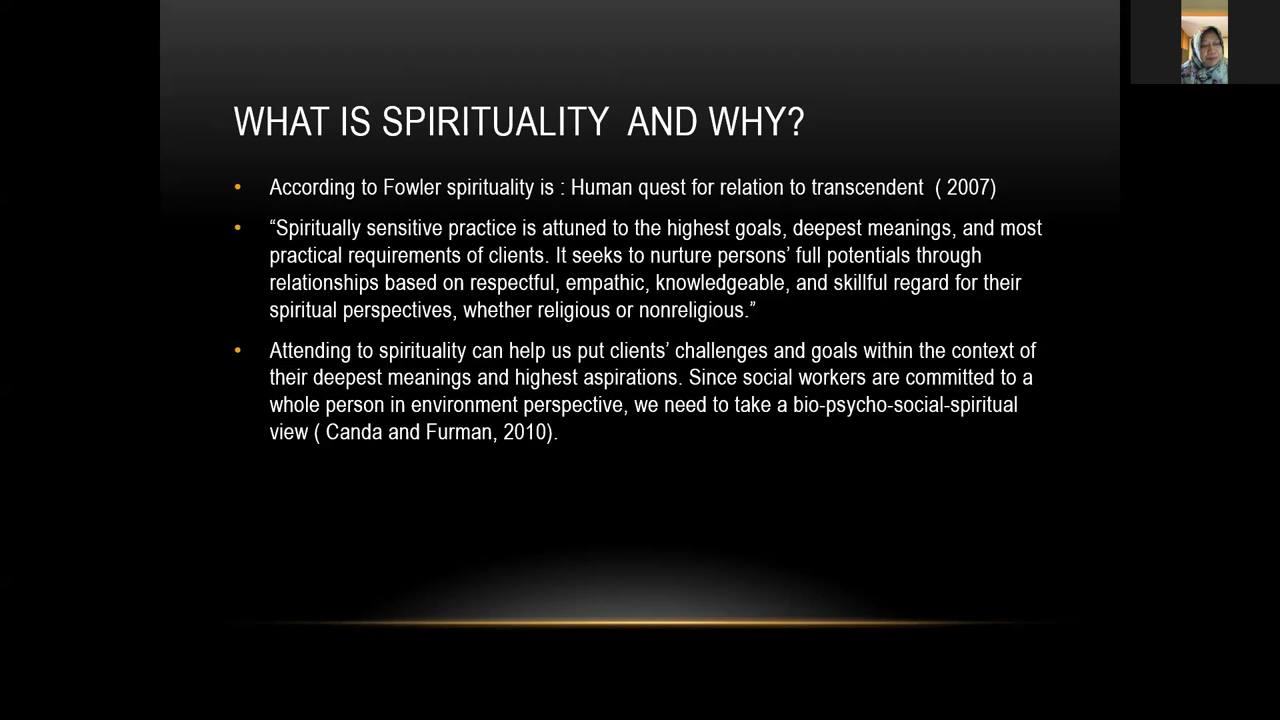 WHAT IS SPIRITUALITY  AND WHY?
• According to Fowler spirituality is : Human quest for relation to transcendent  ( 2007)
• “Spiritually sensitive practice is attuned to the highest goals, deepest meanings, and most
practical requirements of clients. It seeks to nurture persons’ full potentials through
relationships based on respectful, empathic, knowledgeable, and skillful regard for their
spiritual perspectives, whether religious or nonreligious.”
• Attending to spirituality can help us put clients’ challenges and goals within the context of
their deepest meanings and highest aspirations. Since social workers are committed to a
whole person in environment perspective, we need to take a bio-psycho-social-spiritual
view ( Canda and Furman, 2010).